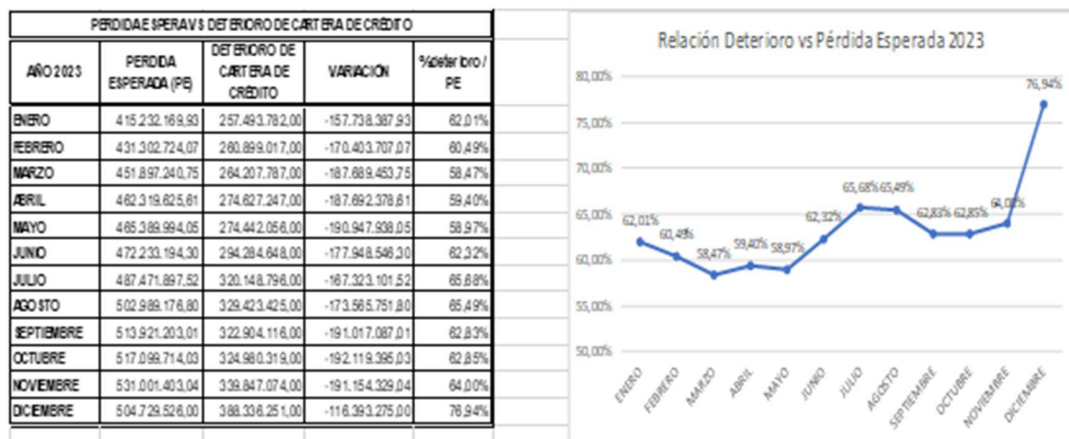 PERDIDA ESPERA VS DETERIORO DE CARTERA DE CRÉDITO
AÑO 2023 PERDIDA ESPERADA (PE) DETERIORO DE CARTERA DE CRÉDITO VARIACIÓN %deterioro / PE
ENERO 415.232.169,93 257.493.782,00 -157.738.387,93 62,01%
FEBRERO 431.302.724,07 260.899.017,00 -170.403.707,07 60,49%
MARZO 451.897.240,75 264.207.787,00 -187.689.453,75 58,47%
ABRIL 462.319.625,61 274.627.247,00 -187.692.378,61 59,40%
MAYO 465.389.994,05 274.442.056,00 -190.947.938,05 58,97%
JUNIO 472.233.194,30 294.284.648,00 -177.948.546,30 62,32%
JULIO 487.471.897,52 320.148.796,00 -167.323.101,52 65,68%
AGOSTO 502.989.176,80 329.423.425,00 -173.565.751,80 65,49%
SEPTIEMBRE 513.921.203,01 322.904.116,00 -191.017.087,01 62,83%
OCTUBRE 517.099.714,03 324.980.319,00 -192.119.395,03 62,85%
NOVIEMBRE 531.001.403,04 339.847.074,00 -191.154.329,04 64,00%
DICIEMBRE 504.729.526,00 388.336.251,00 -116.393.275,00 76,94%
Relación Deterioro vs Pérdida Esperada 2023
80,00%
75,00%
70,00%
65,00%
60,00%
55,00%
50,00%
62,01%
60,49%
58,47%
59,40%
58,97%
62,32%
65,68%
65,49%
62,83%
62,85%
64,00%
76,94%
ENERO
FEBRERO
MARZO
ABRIL
MAYO
JUNIO
JULIO
AGOSTO
SEPTIEMBRE
OCTUBRE
NOVIEMBRE
DICIEMBRE